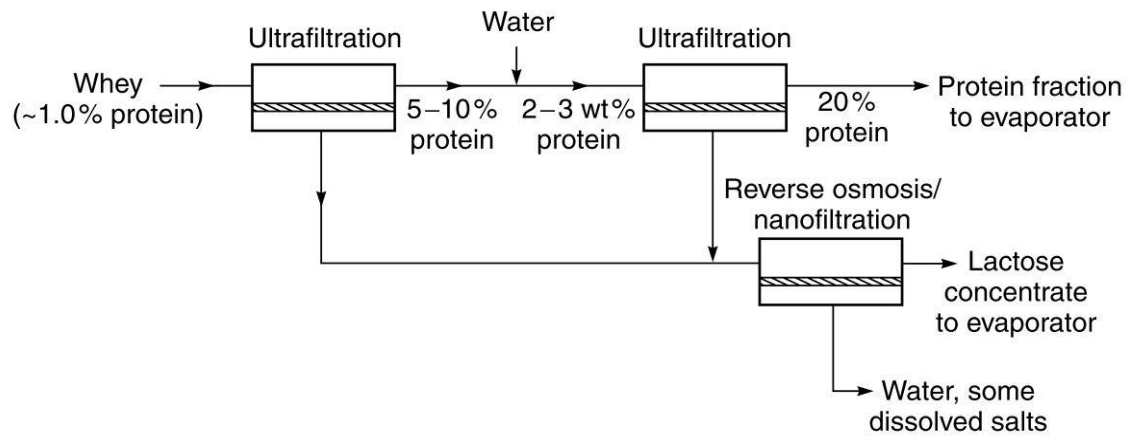 Ultrafiltration
Water
Ultrafiltration
Whey
(~1.0% protein)
5–10%
protein
2–3 wt%
protein
20%
protein
Protein fraction
to evaporator
Reverse osmosis/
nanofiltration
Lactose
concentrate
to evaporator
Water, some
dissolved salts